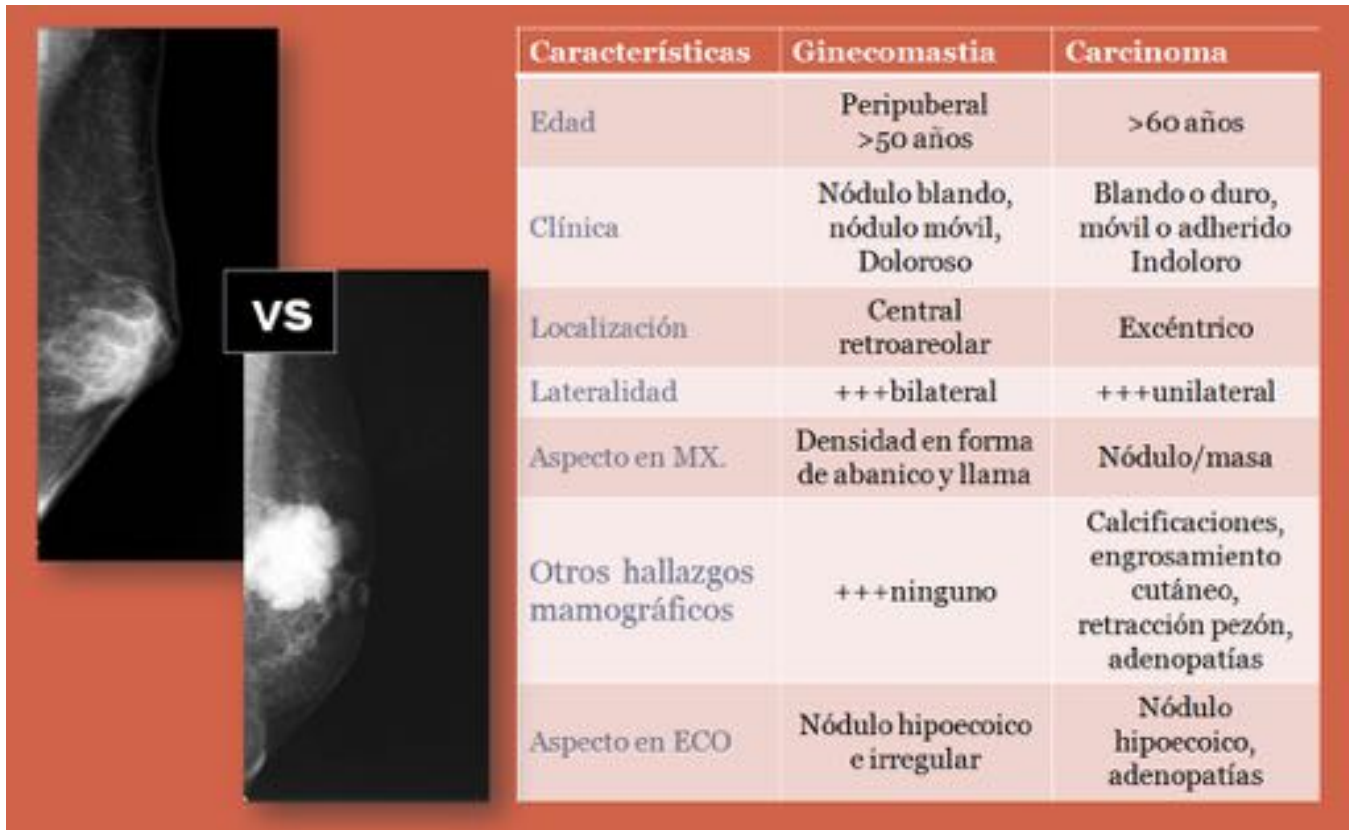 VS
Características Ginecomastia Carcinoma
Edad
Peripuberal
>50 años
>60 años
Clínica
Nódulo blando,
nódulo móvil,
Doloroso
Blando o duro,
móvil o adherido
Indoloro
Localización
Central
retroareolar
Excéntrico
Lateralidad
+++bilateral
+++unilateral
Aspecto en MX.
Densidad en forma
de abanico y llama
Nódulo/masa
Otros hallazgos
mamográficos
+++ninguno
Calcificaciones,
engrosamiento
cutáneo,
retracción pezón,
adenopatías
Aspecto en ECO
Nódulo hipoecoico
e irregular
Nódulo
hipoecoico,
adenopatías